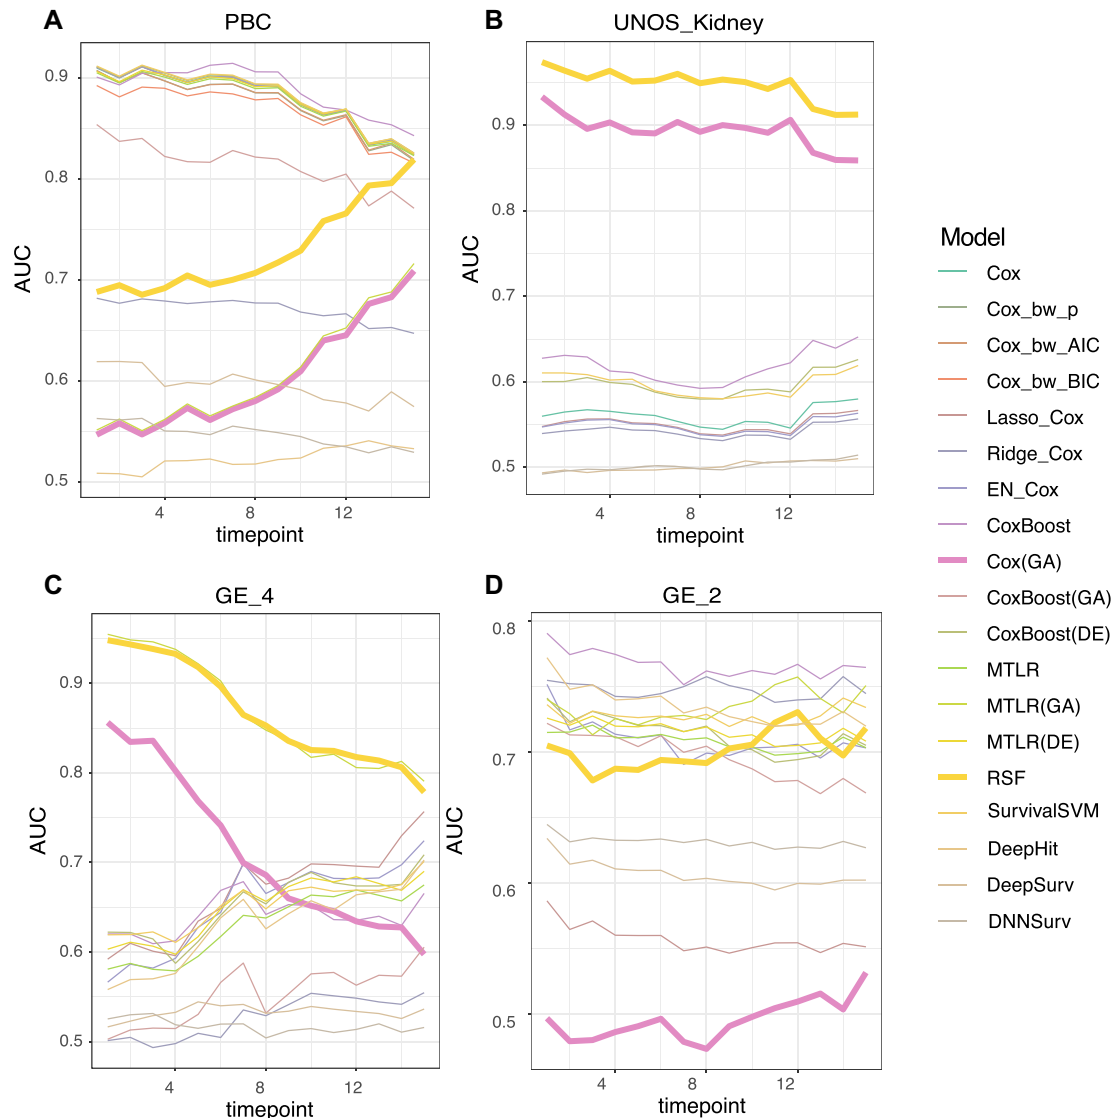 A
PBC
0.9
0.8
0.7
0.6
0.5
AUC
4
8
12
timepoint
B
UNOS_Kidney
0.9
0.8
0.7
0.6
0.5
AUC
4
8
12
timepoint
C
GE_4
0.9
0.8
0.7
0.6
0.5
AUC
4
8
12
timepoint
D
GE_2
0.8
0.7
0.6
0.5
AUC
4
8
12
timepoint
Model
Cox
Cox_bw_p
Cox_bw_AIC
Cox_bw_BIC
Lasso_Cox
Ridge_Cox
EN_Cox
CoxBoost
Cox(GA)
CoxBoost(GA)
CoxBoost(DE)
MTLR
MTLR(GA)
MTLR(DE)
RSF
SurvivalSVM
DeepHit
DeepSurv
DNNSurv